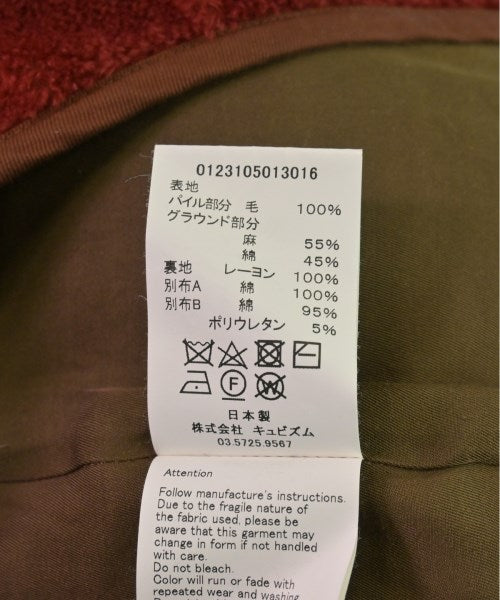 0123105013016
表地
パイル部分 毛 100%
グラウンド部分
麻 55%
綿 45%
裏地 レーヨン 100%
別布A 綿 100%
別布B 綿 95%
ポリウレタン 5%
F W
日本製
株式会社 キュビズム
03.5725.9567
Attention
Follow manufacture's instructions.
Due to the fragile nature of
the fabric used, please be
aware that this garment may
change in form if not handled
with care.
Do not bleach.
Color will run or fade with
repeated wear and washing